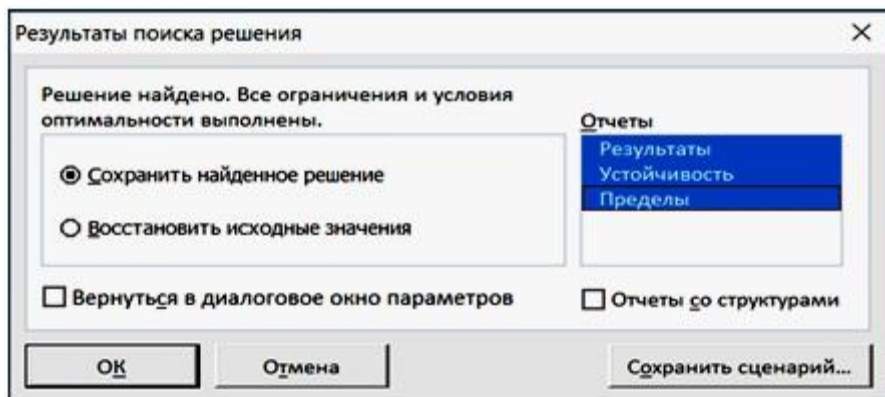 Результаты поиска решения
Решение найдено. Все ограничения и условия
оптимальности выполнены.
Отчеты
Сохранить найденное решение
Восстановить исходные значения
Результаты
Устойчивость
Пределы
Вернуться в диалоговое окно параметров
Отчеты со структурами
ОК
Отмена
Сохранить сценарий...